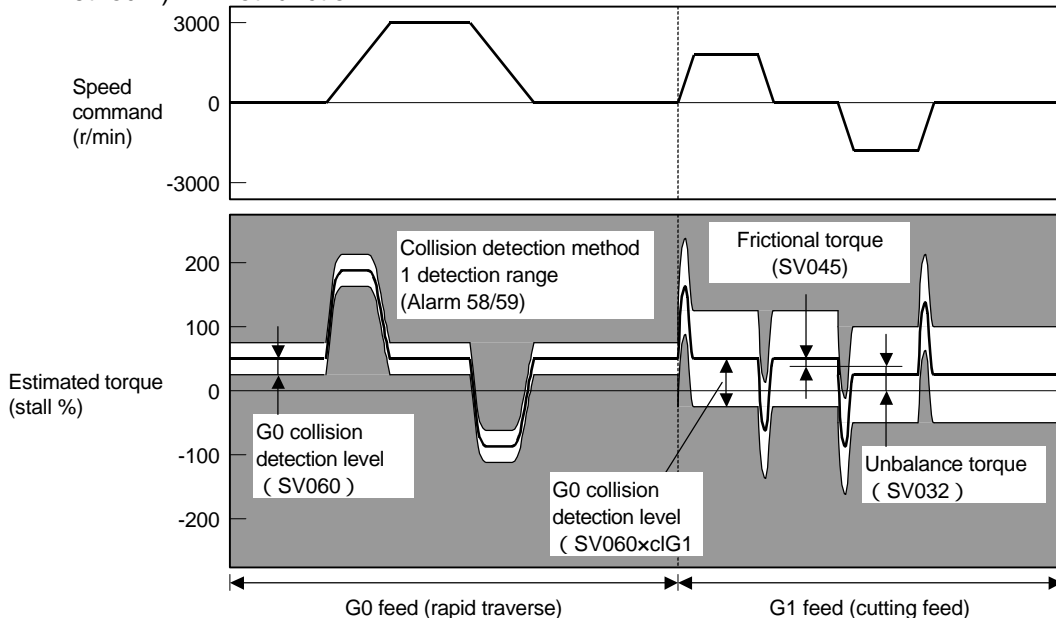 3000
Speed
command
(r/min)
0
-3000
200
100
Estimated torque
(stall %)
0
-100
-200
Collision detection method
1 detection range
(Alarm 58/59)
Frictional torque
(SV045)
G0 collision
detection level
( SV060 )
G0 collision
detection level
( SV060×clG1
Unbalance torque
( SV032 )
G0 feed (rapid traverse)
G1 feed (cutting feed)